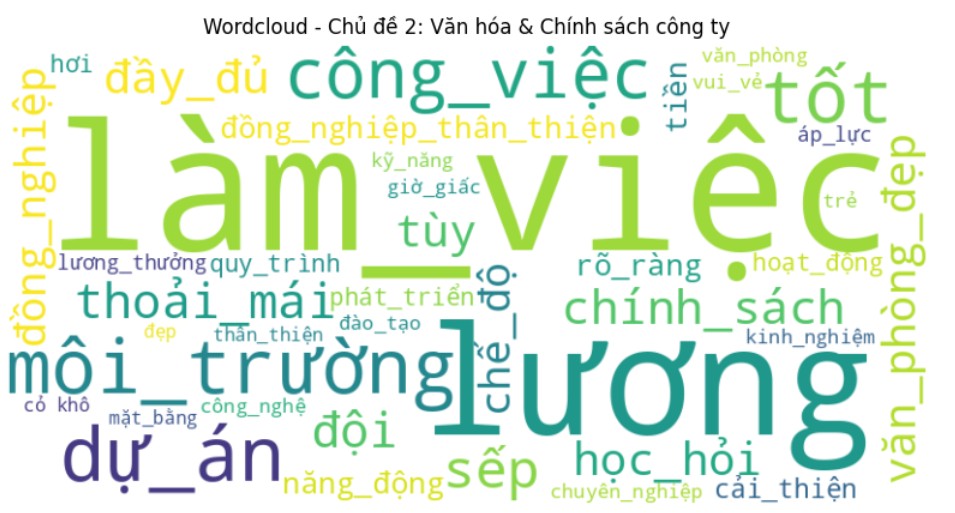 Wordcloud - Chủ đề 2: Văn hóa & Chính sách công ty
hơi
đầy_đủ
công_việc
tiền
văn_phòng
vui_vẻ
tốt
đồng_nghiệp
đồng_nghiệp_thân_thiện
áp_lực
làm_việc
kỹ_năng
giờ_giấc
trẻ
tùy
văn_phòng_đẹp
lương_thưởng
quy_trình
rõ_ràng
hoạt_động
thoải_mái
phát_triển
chế_độ
chính_sách
đẹp
thân_thiện
đào_tạo
kinh_nghiệm
môi_trường
lương
cỏ khô
mặt_bằng
công_nghệ
dự_án
đội
sếp
học_hỏi
năng_động
chuyên_nghiệp
cải_thiện